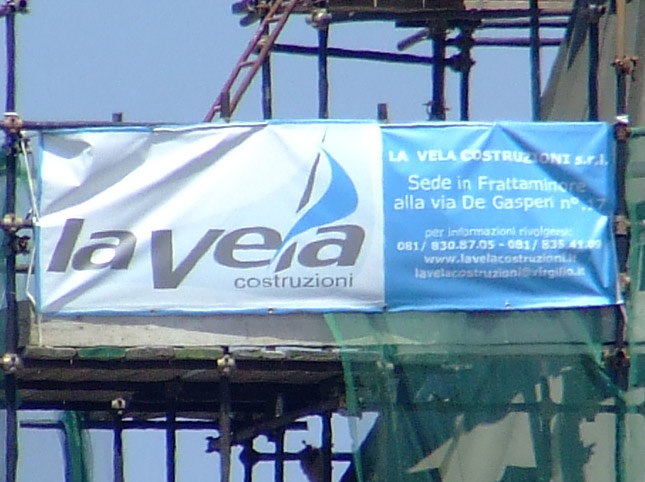 la vela
costruzioni
LA VELA COSTRUZIONI s.r.l.
Sede in Frattaminore
alla via De Gasperi n°
per informazioni rivolgersi:
081/ 830.87.05 - 081/ 835 41.09
www.lavelacostruzioni.it
lavelacostruzioni@virgilio.it